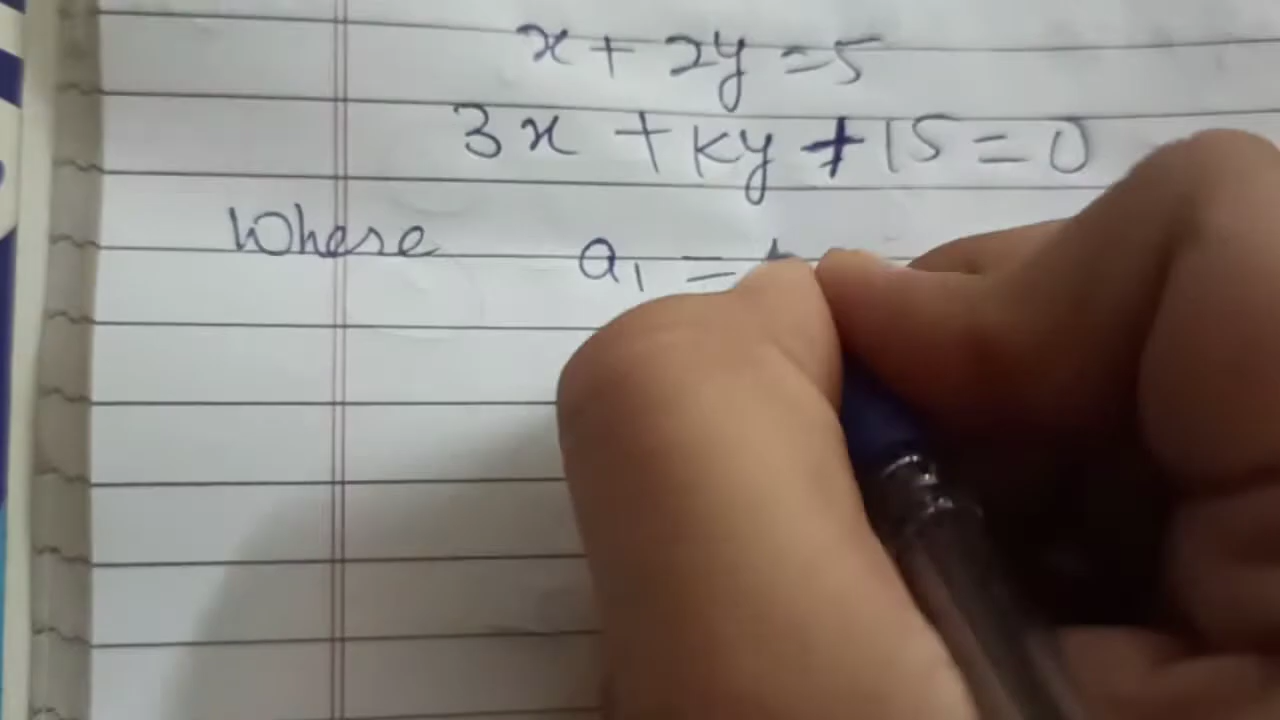 x + 2y = 5
3x + ky + 15 = 0
Where a₁ =